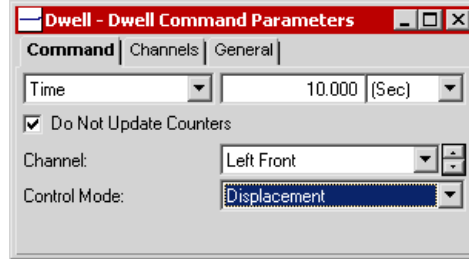 Dwell - Dwell Command Parameters
Command Channels General
Time 10.000 (Sec)
Do Not Update Counters
Channel: Left Front
Control Mode: Displacement